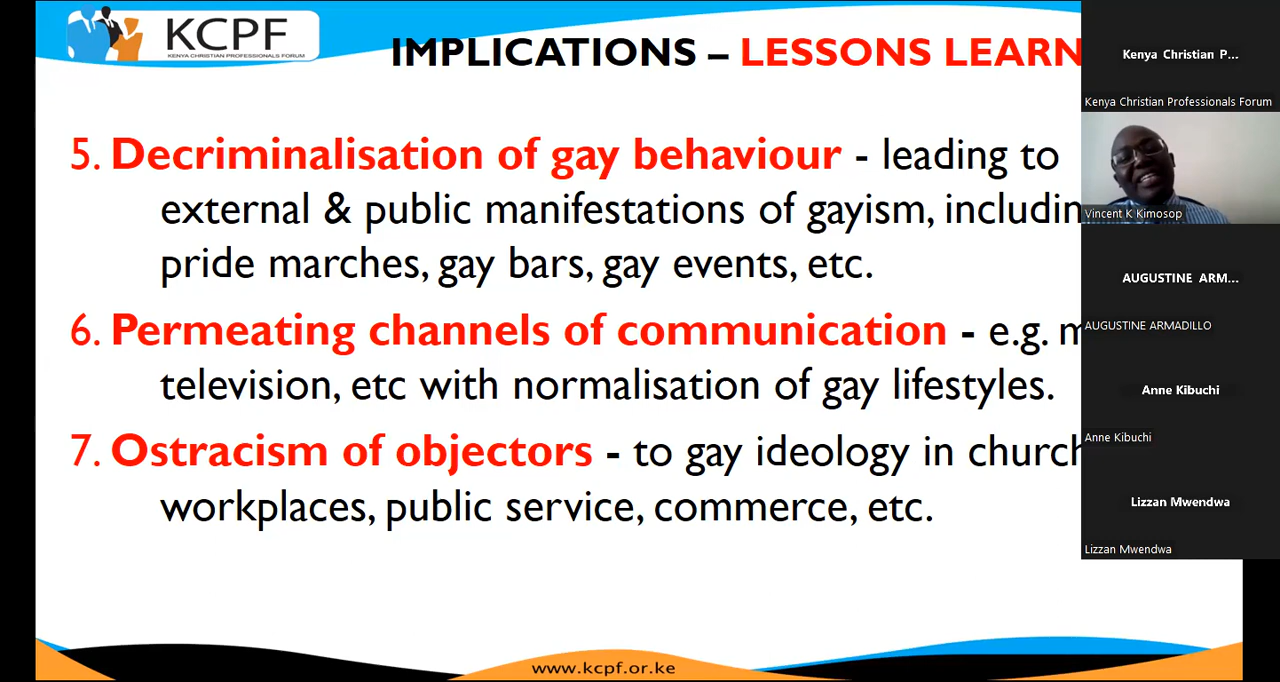 KCPF
KENYA CHRISTIAN PROFESSIONALS FORUM
IMPLICATIONS – LESSONS LEARN
5. Decriminalisation of gay behaviour - leading to
external & public manifestations of gayism, includin
pride marches, gay bars, gay events, etc.
6. Permeating channels of communication - e.g. m
television, etc with normalisation of gay lifestyles.
7. Ostracism of objectors - to gay ideology in church
workplaces, public service, commerce, etc.
www.kcpf.or.ke
Kenya Christian P...
Kenya Christian Professionals Forum
Vincent K Kimosop
AUGUSTINE ARM...
AUGUSTINE ARMADILLO
Anne Kibuchi
Anne Kibuchi
Lizzan Mwendwa
Lizzan Mwendwa